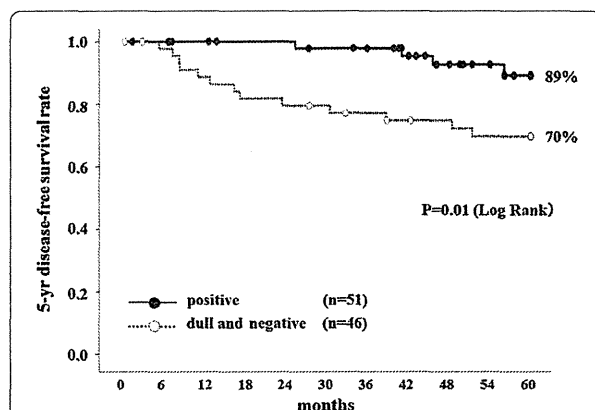 5-yr disease-free survival rate
1.0
0.8
0.6
0.4
0.2
0.0
89%
70%
P=0.01 (Log Rank)
positive (n=51)
dull and negative (n=46)
0 6 12 18 24 30 36 42 48 54 60
months